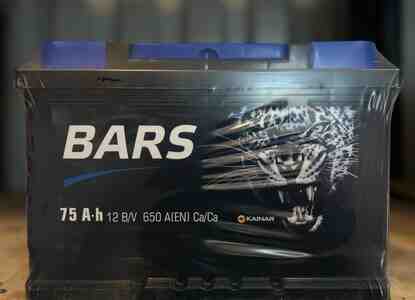 BARS
75 A·h 12 B/V 650 A(EN) Ca/Ca
KAINAR